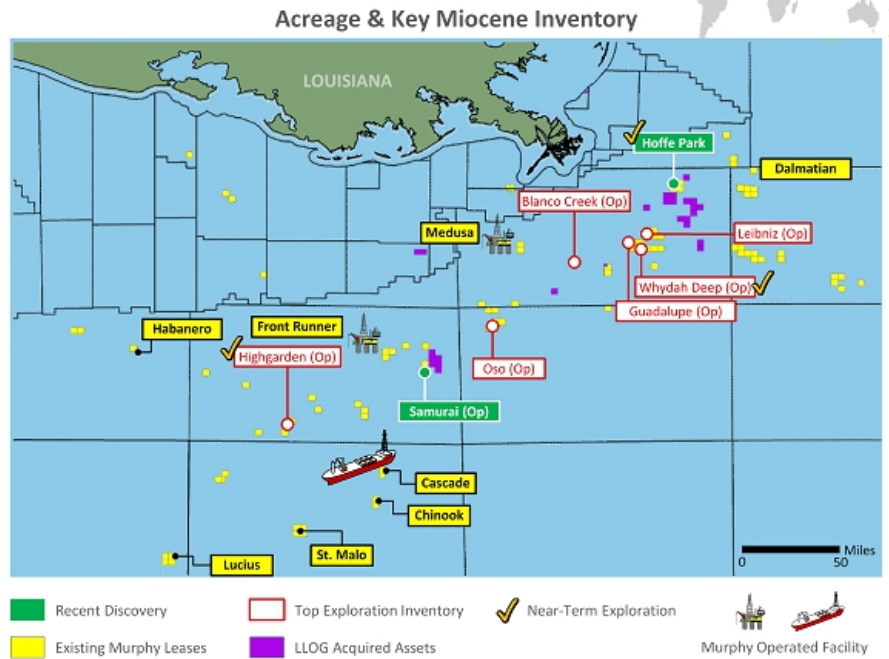 Acreage & Key Miocene Inventory
LOUISIANA
Hoffe Park
Dalmatian
Blanco Creek (Op)
Medusa
Leibniz (Op)
Whydah Deep (Op)
Guadalupe (Op)
Habanero
Front Runner
Highgarden (Op)
Oso (Op)
Samurai (Op)
Cascade
Chinook
St. Malo
Lucius
Miles
0 50
Recent Discovery
Top Exploration Inventory
Near-Term Exploration
Existing Murphy Leases
LLOG Acquired Assets
Murphy Operated Facility